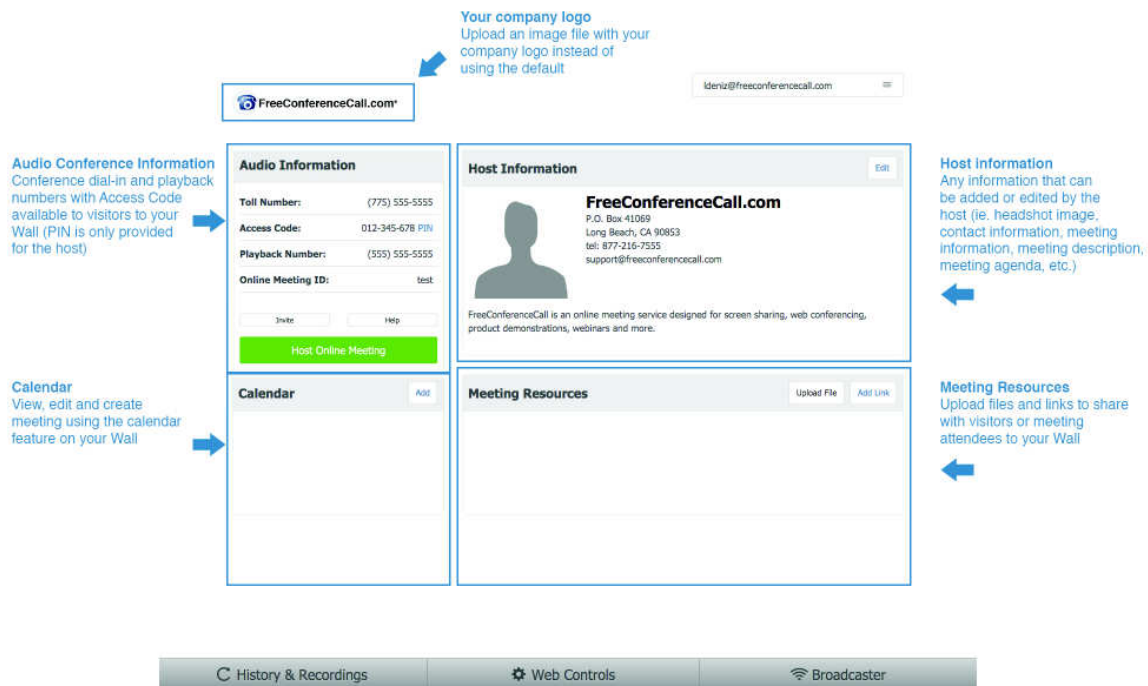 Your company logo
Upload an image file with your
company logo instead of
using the default
FreeConferenceCall.com®
ldeniz@freeconferencecall.com
Audio Conference Information
Conference dial-in and playback
numbers with Access Code
available to visitors to your
Wall (PIN is only provided
for the host)
Audio Information
Toll Number: (775) 555-5555
Access Code: 012-345-678 PIN
Playback Number: (555) 555-5555
Online Meeting ID: test
Invite Help
Host Online Meeting
Host Information Edit
FreeConferenceCall.com
P.O. Box 41069
Long Beach, CA 90853
tel: 877-216-7555
support@freeconferencecall.com
FreeConferenceCall is an online meeting service designed for screen sharing, web conferencing,
product demonstrations, webinars and more.
Host information
Any information that can
be added or edited by the
host (ie. headshot image,
contact information, meeting
information, meeting description,
meeting agenda, etc.)
Calendar
View, edit and create
meeting using the calendar
feature on your Wall
Calendar Add
Meeting Resources Upload File Add Link
Meeting Resources
Upload files and links to share
with visitors or meeting
attendees to your Wall
History & Recordings Web Controls Broadcaster